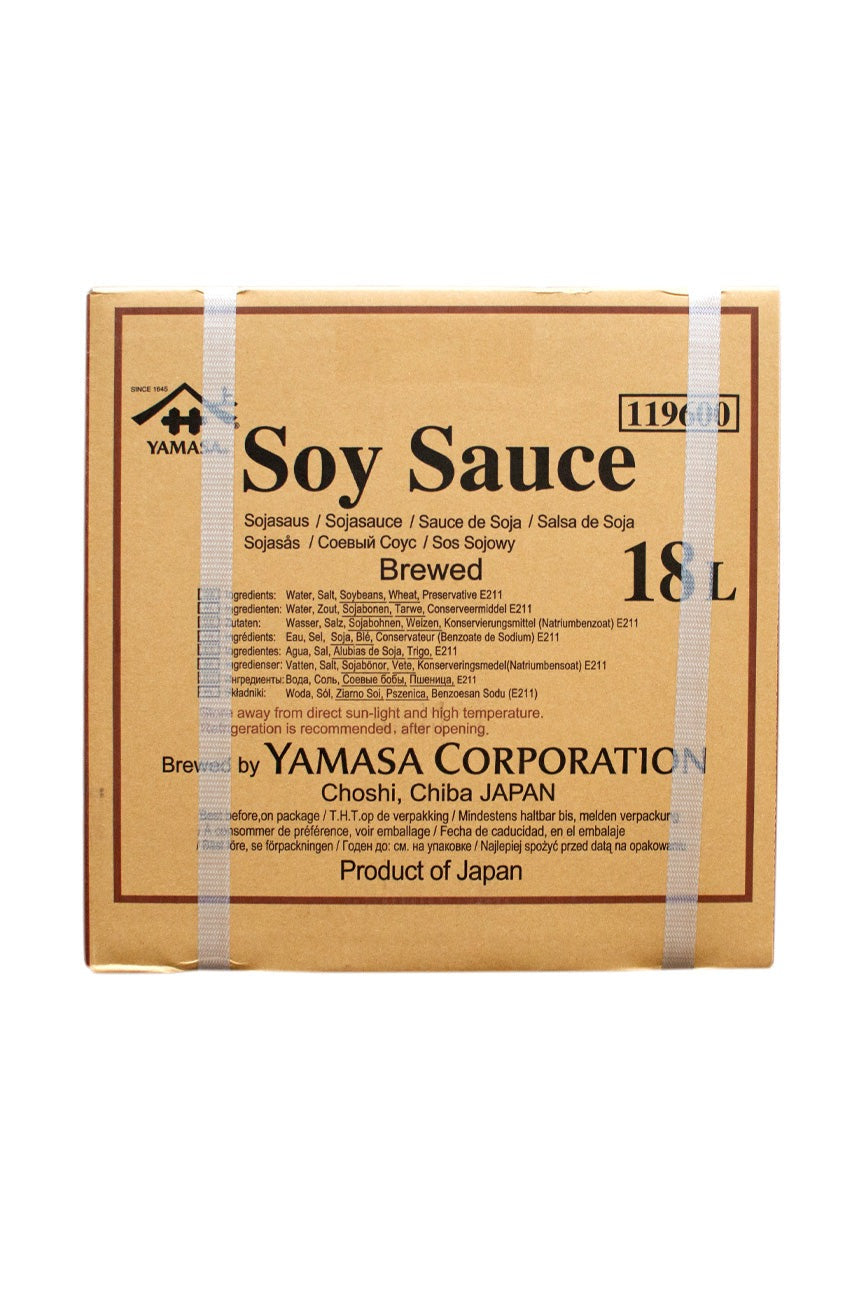 SINCE 1645
YAMASA
119600
Soy Sauce
Sojasaus / Sojasauce / Sauce de Soja / Salsa de Soja
Sojasås / Соевый Соус / Sos Sojowy
18L
Brewed
Ingredients: Water, Salt, Soybeans, Wheat, Preservative E211
Ingredienten: Water, Zout, Sojabonen, Tarwe, Conserveermiddel E211
Zutaten: Wasser, Salz, Sojabohnen, Weizen, Konservierungsmittel (Natriumbenzoat) E211
Ingrédients: Eau, Sel, Soja, Blé, Conservateur (Benzoate de Sodium) E211
Ingredientes: Agua, Sal, Alubias de Soja, Trigo, E211
Ingredienser: Vatten, Salt, Sojabönor, Vete, Konserveringsmedel(Natriumbensoat) E211
Ингредиенты: Вода, Соль, Соевые бобы, Пшеница, E211
Składniki: Woda, Sól, Ziarno Soi, Pszenica, Benzoesan Sodu (E211)
away from direct sun-light and high temperature.
Refrigeration is recommended, after opening.
Brewed by YAMASA CORPORATION
Choshi, Chiba JAPAN
Best before,on package / T.H.T.op de verpakking / Mindestens haltbar bis, melden verpackung
/ A consommer de préférence, voir emballage / Fecha de caducidad, en el embalaje
/ Bäst före, se förpackningen / Годен до: см. на упаковке / Najlepiej spożyć przed datą na opakowaniu
Product of Japan